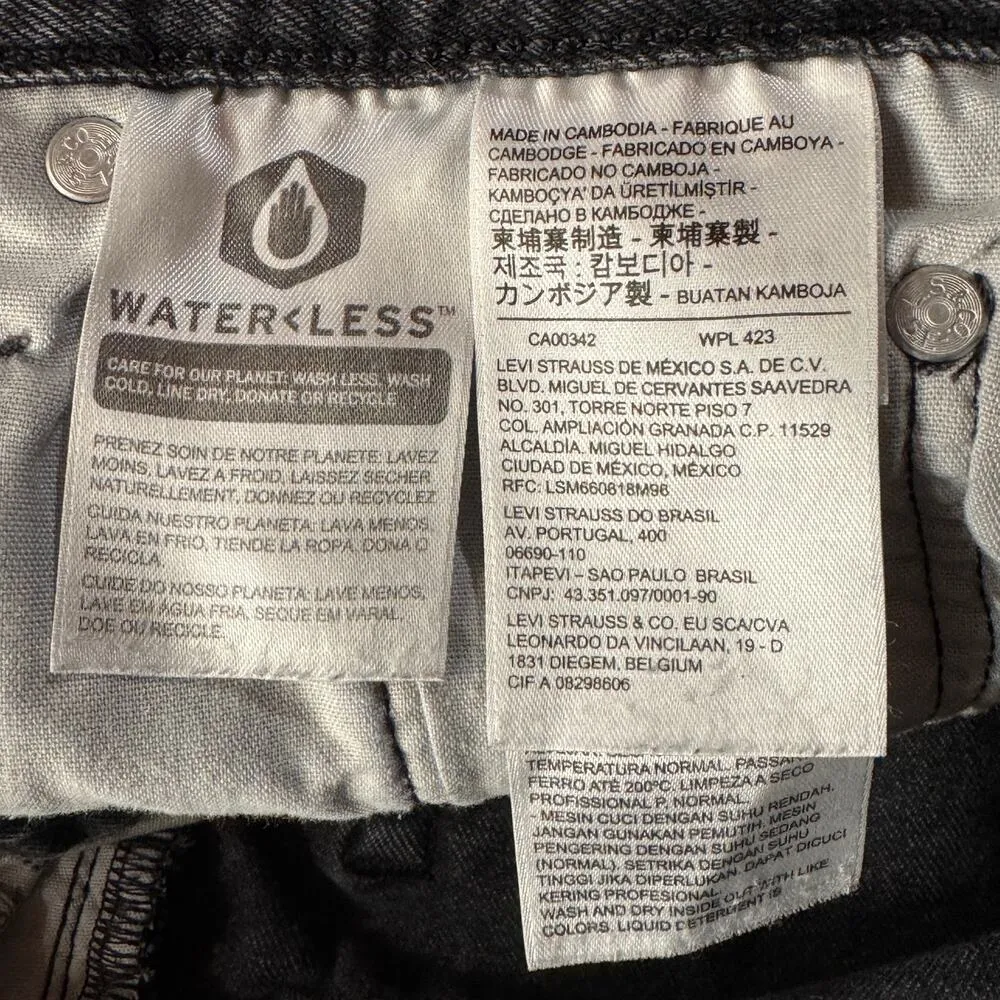 WATER<LESS™
CARE FOR OUR PLANET: WASH LESS, WASH
COLD, LINE DRY, DONATE OR RECYCLE.
PRENEZ SOIN DE NOTRE PLANETE: LAVEZ
MOINS, LAVEZ A FROID, LAISSEZ SECHER
NATURELLEMENT, DONNEZ OU RECYCLEZ
CUIDA NUESTRO PLANETA: LAVA MENOS,
LAVA EN FRIO, TIENDE LA ROPA, DONA O
RECICLA.
CUIDE DO NOSSO PLANETA: LAVE MENOS,
LAVE EM AGUA FRIA, SEQUE EM VARAL,
DOE OU RECICLE.
MADE IN CAMBODIA - FABRIQUE AU
CAMBODGE - FABRICADO EN CAMBOYA -
FABRICADO NO CAMBOJA -
KAMBOÇYA' DA ÜRETİLMİŞTİR -
СДЕЛАНО В КАМБОДЖЕ -
柬埔寨制造 - 柬埔寨製 -
제조국 : 캄보디아 -
カンボジア製 - BUATAN KAMBOJA
CA00342 WPL 423
LEVI STRAUSS DE MÉXICO S.A. DE C.V.
BLVD. MIGUEL DE CERVANTES SAAVEDRA
NO. 301, TORRE NORTE PISO 7
COL. AMPLIACIÓN GRANADA C.P. 11529
ALCALDÍA. MIGUEL HIDALGO
CIUDAD DE MÉXICO, MÉXICO
RFC: LSM660818M98
LEVI STRAUSS DO BRASIL
AV. PORTUGAL, 400
06690-110
ITAPEVI – SAO PAULO BRASIL
CNPJ: 43.351.097/0001-90
LEVI STRAUSS & CO. EU SCA/CVA
LEONARDO DA VINCILAAN, 19 - D
1831 DIEGEM, BELGIUM
CIF A 08298606
TEMPERATURA NORMAL. PASSAR
FERRO ATÉ 200°C. LIMPEZA A SECO
PROFISSIONAL P. NORMAL.
- MESIN CUCI DENGAN SUHU RENDAH.
JANGAN GUNAKAN PEMUTIH. MESIN
PENGERING DENGAN SUHU SEDANG
(NORMAL). SETRIKA DENGAN SUHU
TINGGI JIKA DIPERLUKAN. DAPAT DICUCI
KERING PROFESIONAL.
WASH AND DRY INSIDE OUT WITH LIKE
COLORS. LIQUID DETERGENT IS